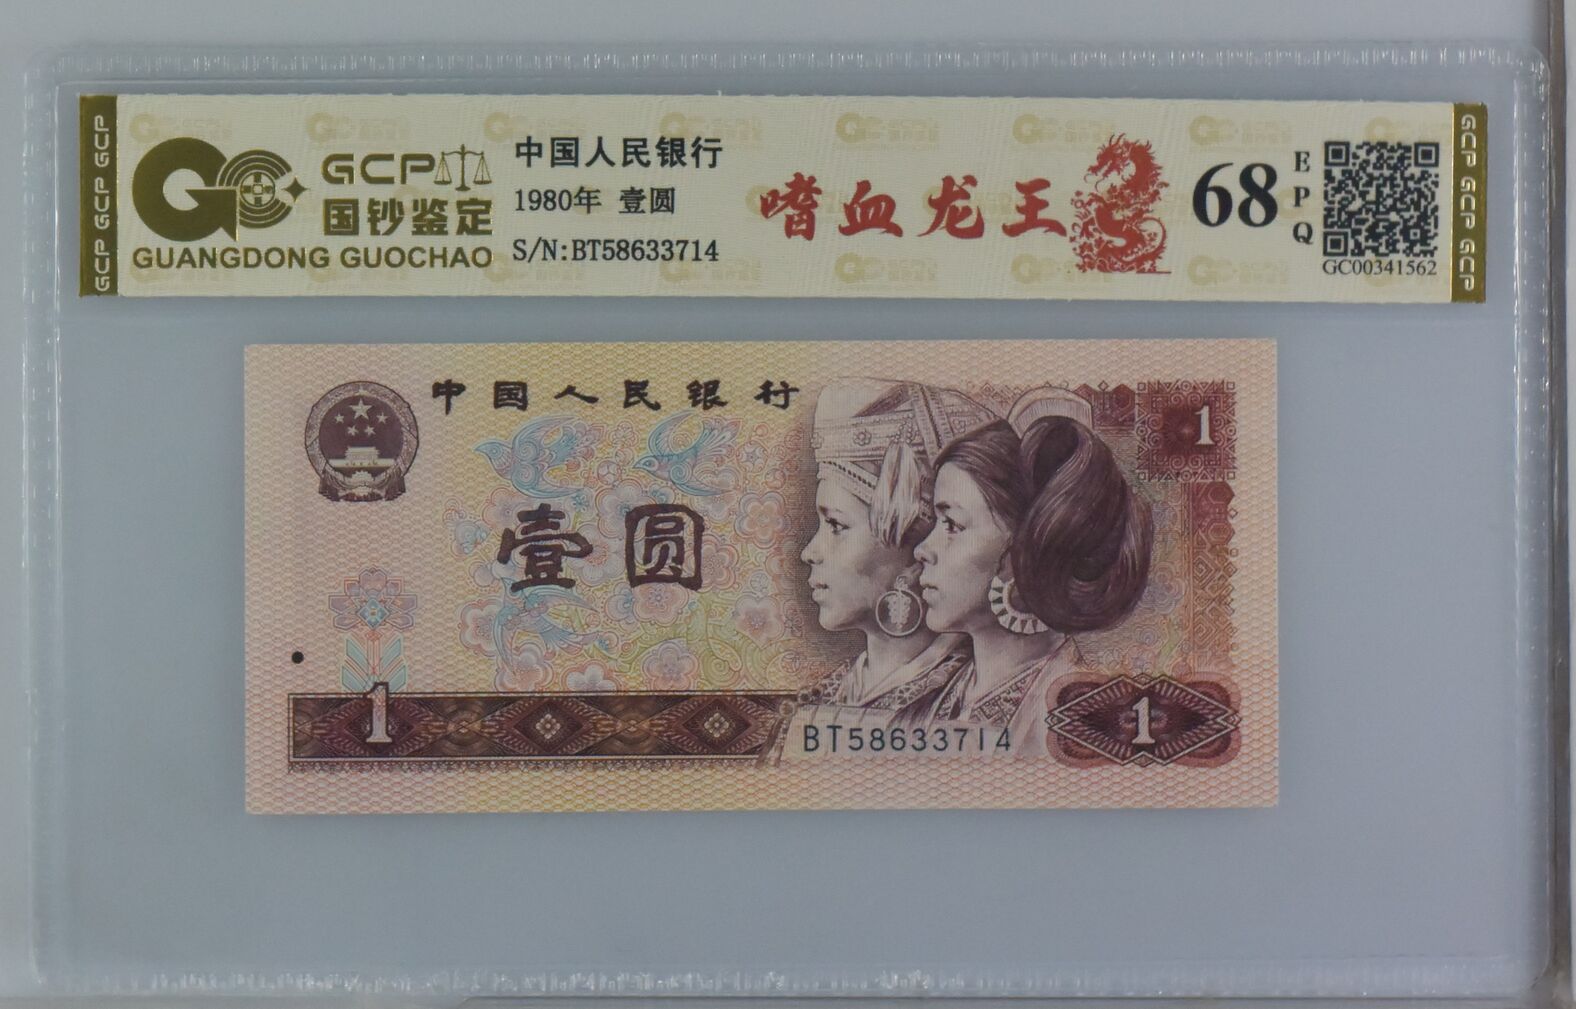 GCP
国钞鉴定
GUANGDONG GUOCHAO
中国人民银行
1980年 壹圆
S/N:BT58633714
嗜血龙王
68
EPQ
GC00341562
GCP GCP GCP
GCP GCP GCP
中国人民银行
1
壹圆
1
BT58633714
1